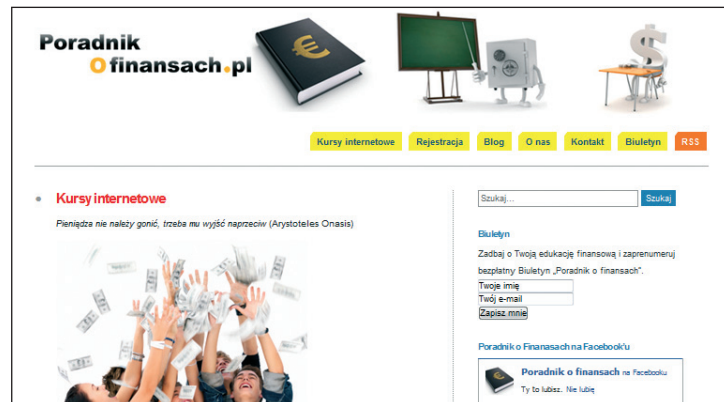 Poradnik
Ofinansach.pl
Kursy internetowe Rejestracja Blog O nas Kontakt Biuletyn RSS
Kursy internetowe
Pieniądza nie należy gonić, trzeba mu wyjść naprzeciw (Arystoteles Onasis)
Szukaj... Szukaj
Biuletyn
Zadbaj o Twoją edukację finansową i zaprenumeruj
bezpłatny Biuletyn „Poradnik o finansach”.
Twoje imię
Twój e-mail
Zapisz mnie
Poradnik o Finanasach na Facebook'u
Poradnik o finansach na Facebooku
Ty to lubisz. Nie lubię